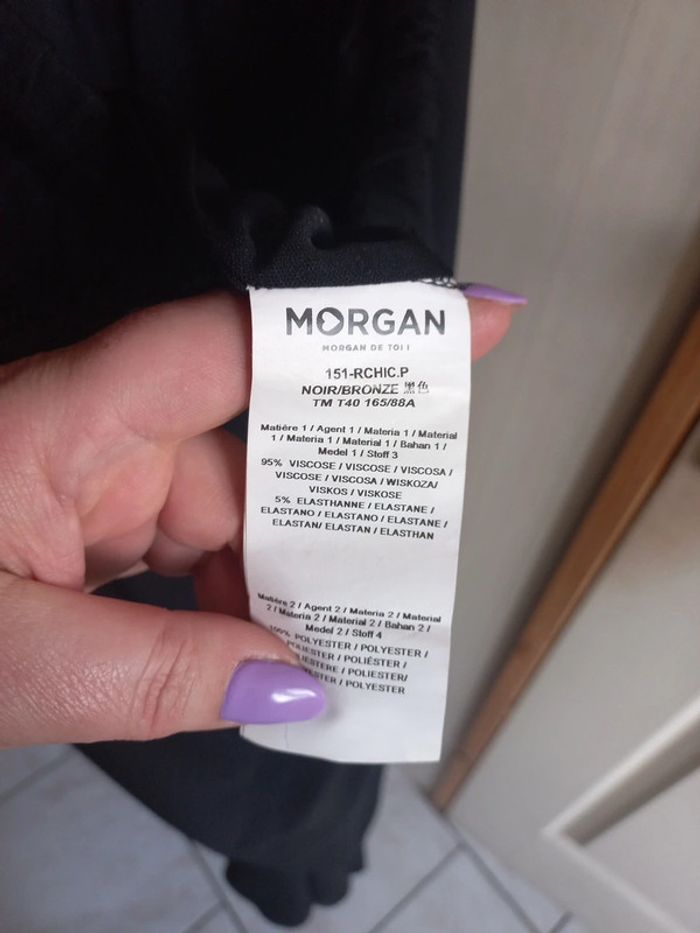 MORGAN
MORGAN DE TOI !
151-RCHIC.P
NOIR/BRONZE 黑色
TM T40 165/88A
Matière 1 / Agent 1 / Materia 1 / Material
1 / Materia 1 / Material 1 / Bahan 1 /
Medel 1 / Stoff 3
95% VISCOSE / VISCOSE / VISCOSA /
VISCOSE / VISCOSA / WISKOZA/
VISKOS / VISKOSE
5% ELASTHANNE / ELASTANE /
ELASTANO / ELASTANO / ELASTANE /
ELASTAN/ ELASTAN / ELASTHAN
Matière 2 / Agent 2 / Materia 2 / Material
2 / Materia 2 / Material 2 / Bahan 2 /
Medel 2 / Stoff 4
100% POLYESTER / POLYESTER /
/ POLIÉSTER /
/ POLIESTER/
/ POLYESTER